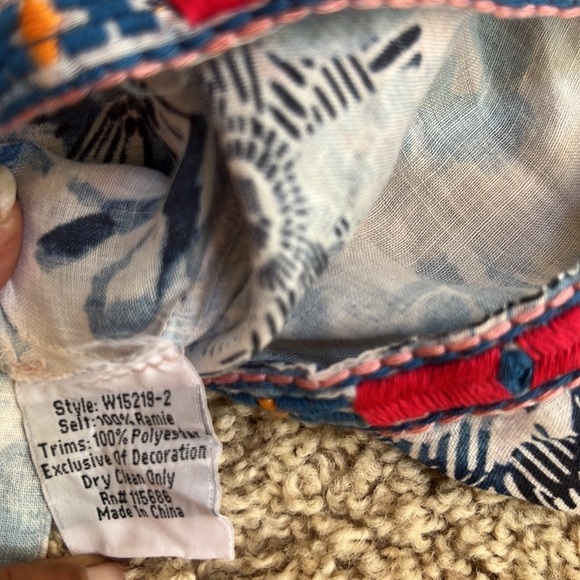 Style: W15219-2
Self: 100% Ramie
Trims: 100% Polyester
Exclusive Of Decoration
Dry Clean Only
Rn# 115686
Made In China